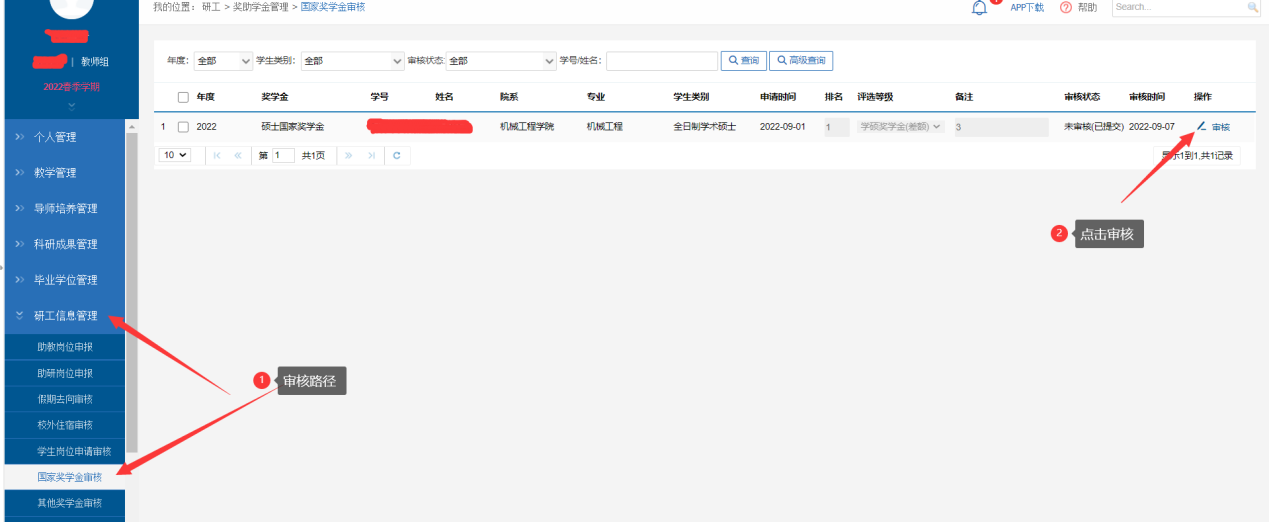 我的位置： 研工 > 奖助学金管理 > 国家奖学金审核
APP下载 帮助 Search...
| 教师组
2022春季学期
年度: 全部 学生类别: 全部 审核状态: 全部 学号/姓名: 查询 高级查询
年度 奖学金 学号 姓名 院系 专业 学生类别 申请时间 排名 评选等级 备注 审核状态 审核时间 操作
1 2022 硕士国家奖学金 机械工程学院 机械工程 全日制学术硕士 2022-09-01 1 学硕奖学金(差额) 3 未审核(已提交) 2022-09-07 审核
10 第 1 共1页 显示1到1,共1记录
个人管理
教学管理
导师培养管理
科研成果管理
毕业学位管理
研工信息管理
助教岗位申报
助研岗位申报
假期去向审核
校外住宿审核
学生岗位申请审核
国家奖学金审核
其他奖学金审核
1 审核路径
2 点击审核